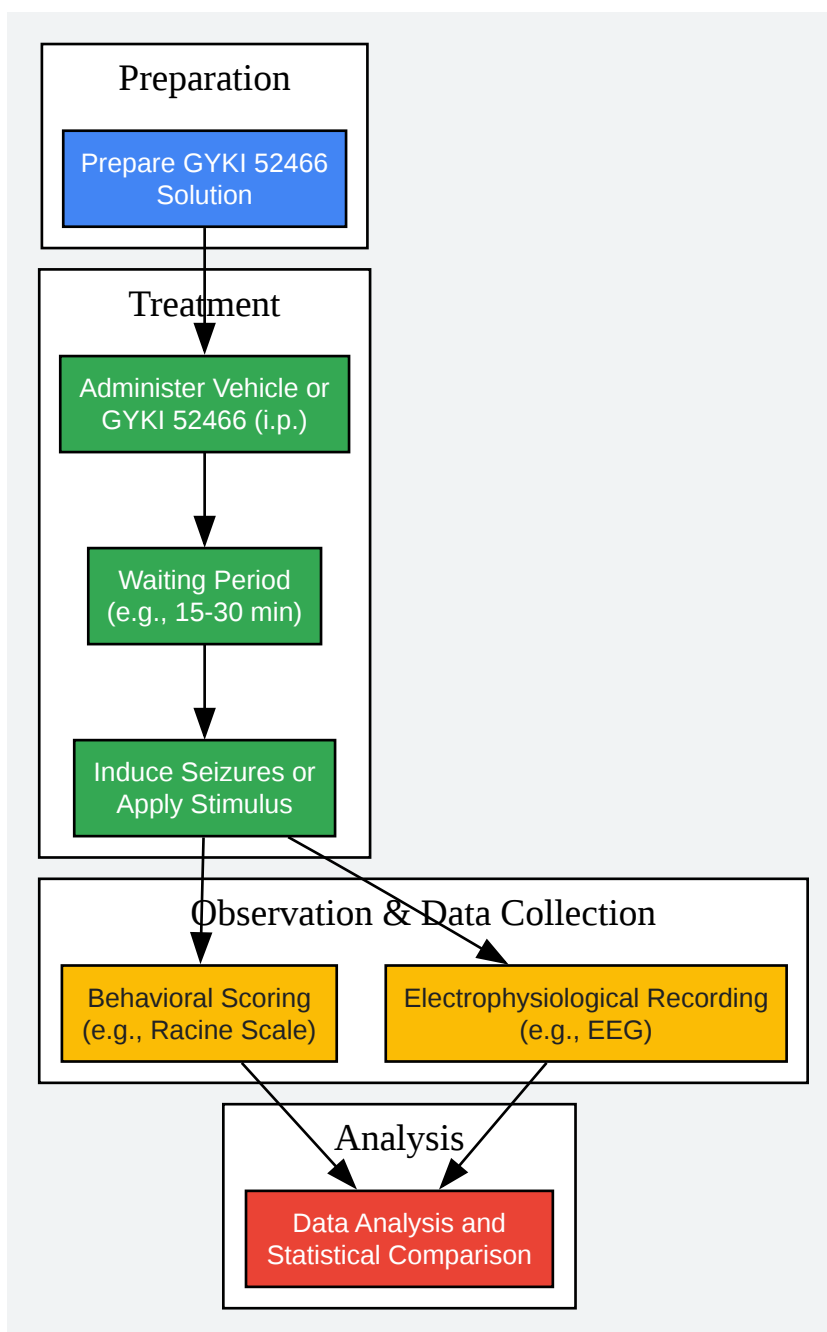 Preparation
Prepare GYKI 52466
Solution
Treatment
Administer Vehicle or
GYKI 52466 (i.p.)
Waiting Period
(e.g., 15-30 min)
Induce Seizures or
Apply Stimulus
Observation & Data Collection
Behavioral Scoring
(e.g., Racine Scale)
Electrophysiological Recording
(e.g., EEG)
Analysis
Data Analysis and
Statistical Comparison